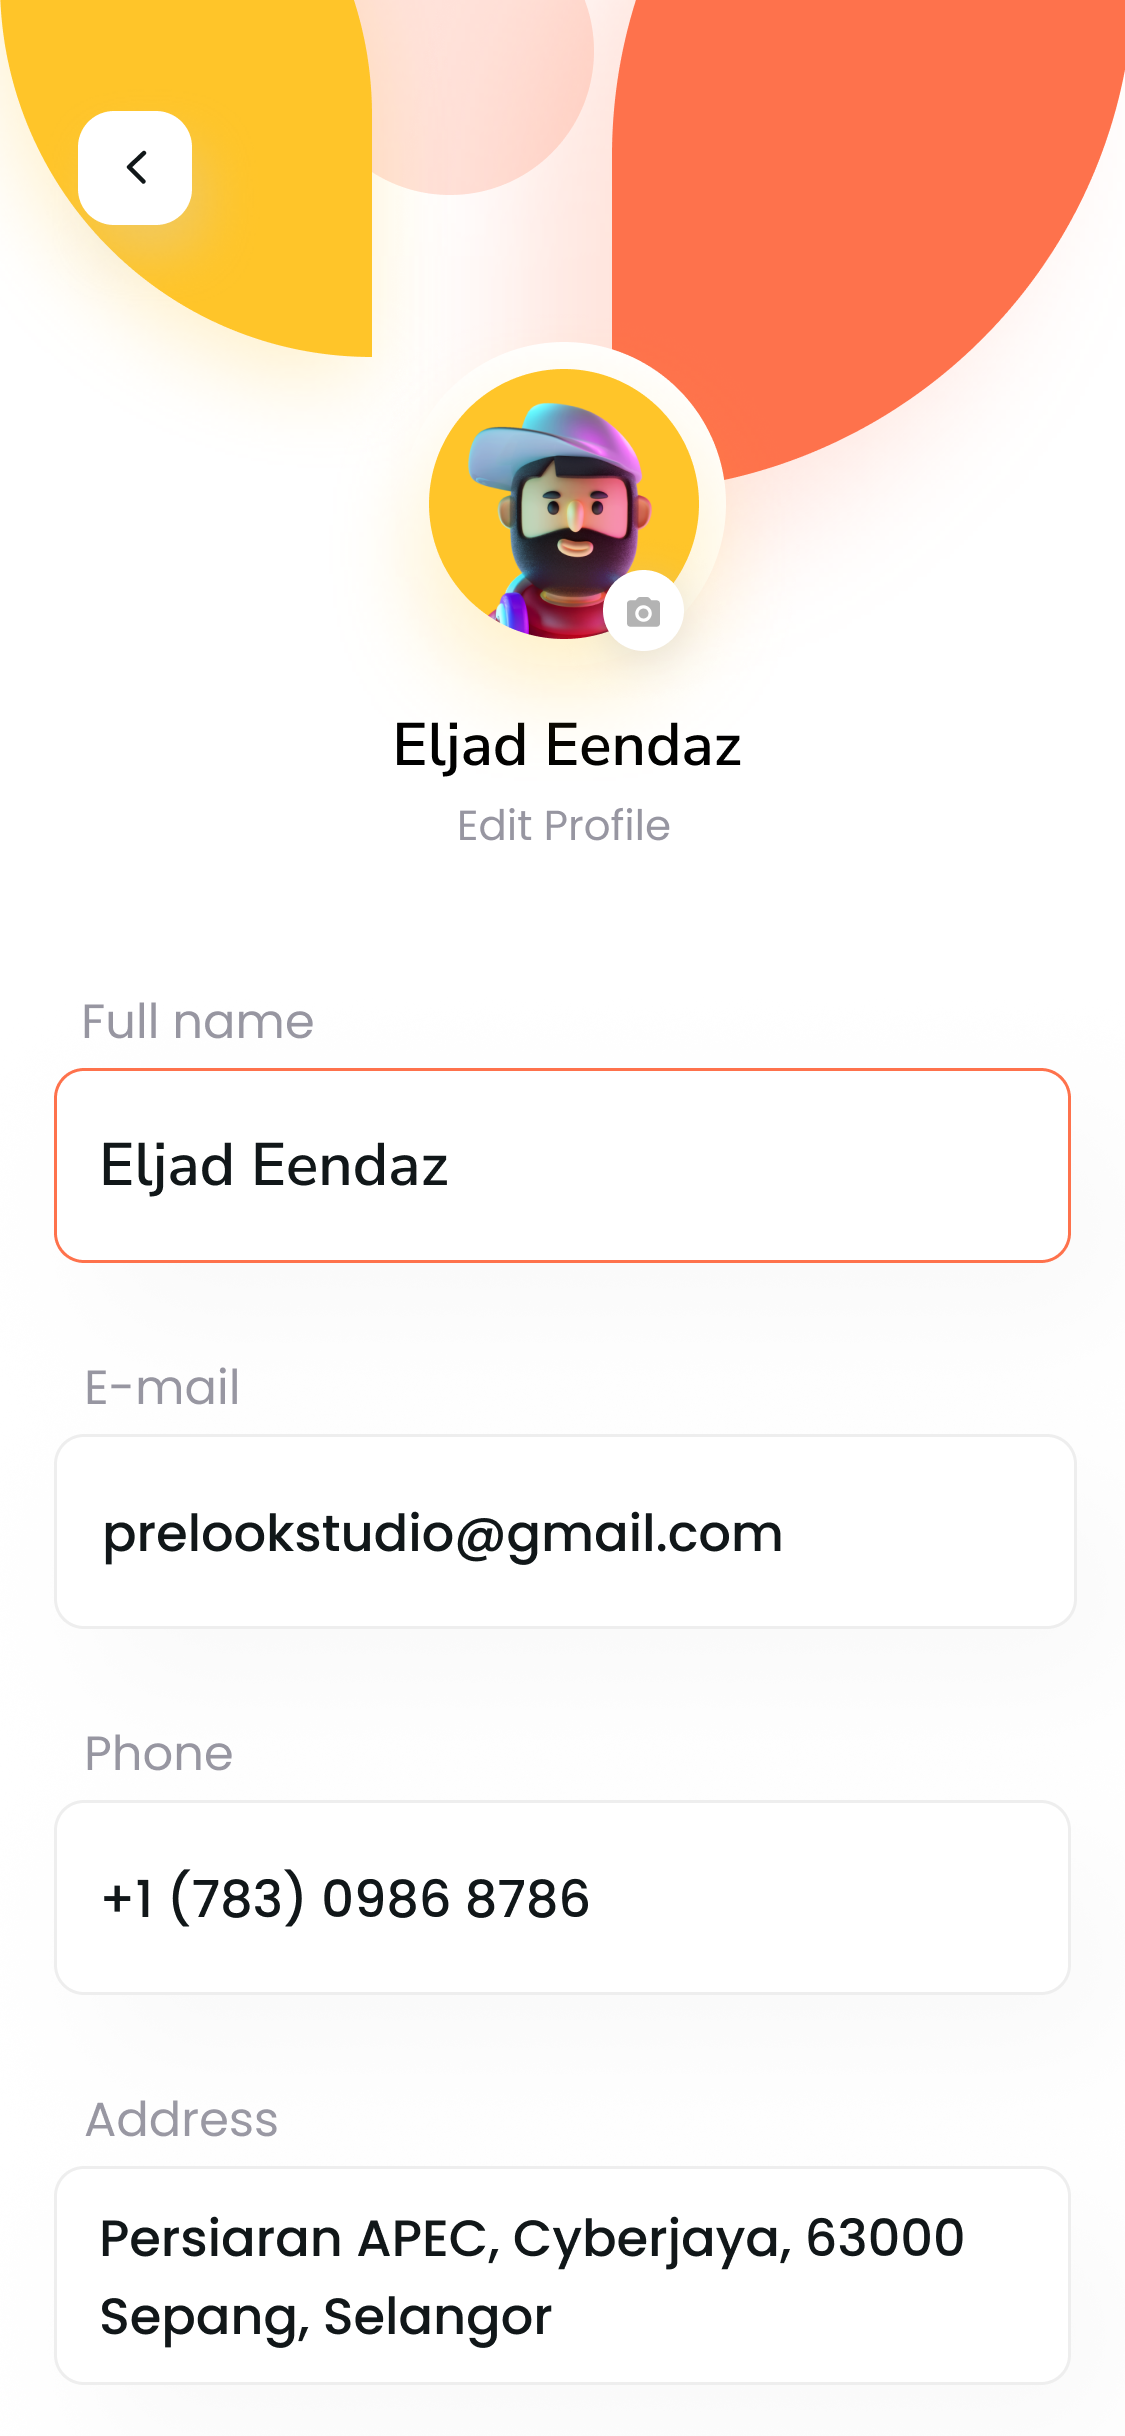 Eljad Eendaz
Edit Profile
Full name
Eljad Eendaz
E-mail
prelookstudio@gmail.com
Phone
+1 (783) 0986 8786
Address
Persiaran APEC, Cyberjaya, 63000
Sepang, Selangor